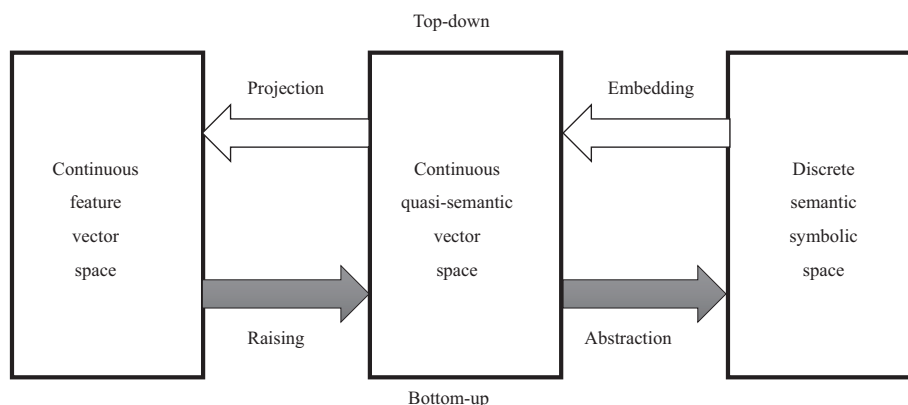 Top-down
Projection
Embedding
Continuous
feature
vector
space
Continuous
quasi-semantic
vector
space
Discrete
semantic
symbolic
space
Raising
Abstraction
Bottom-up